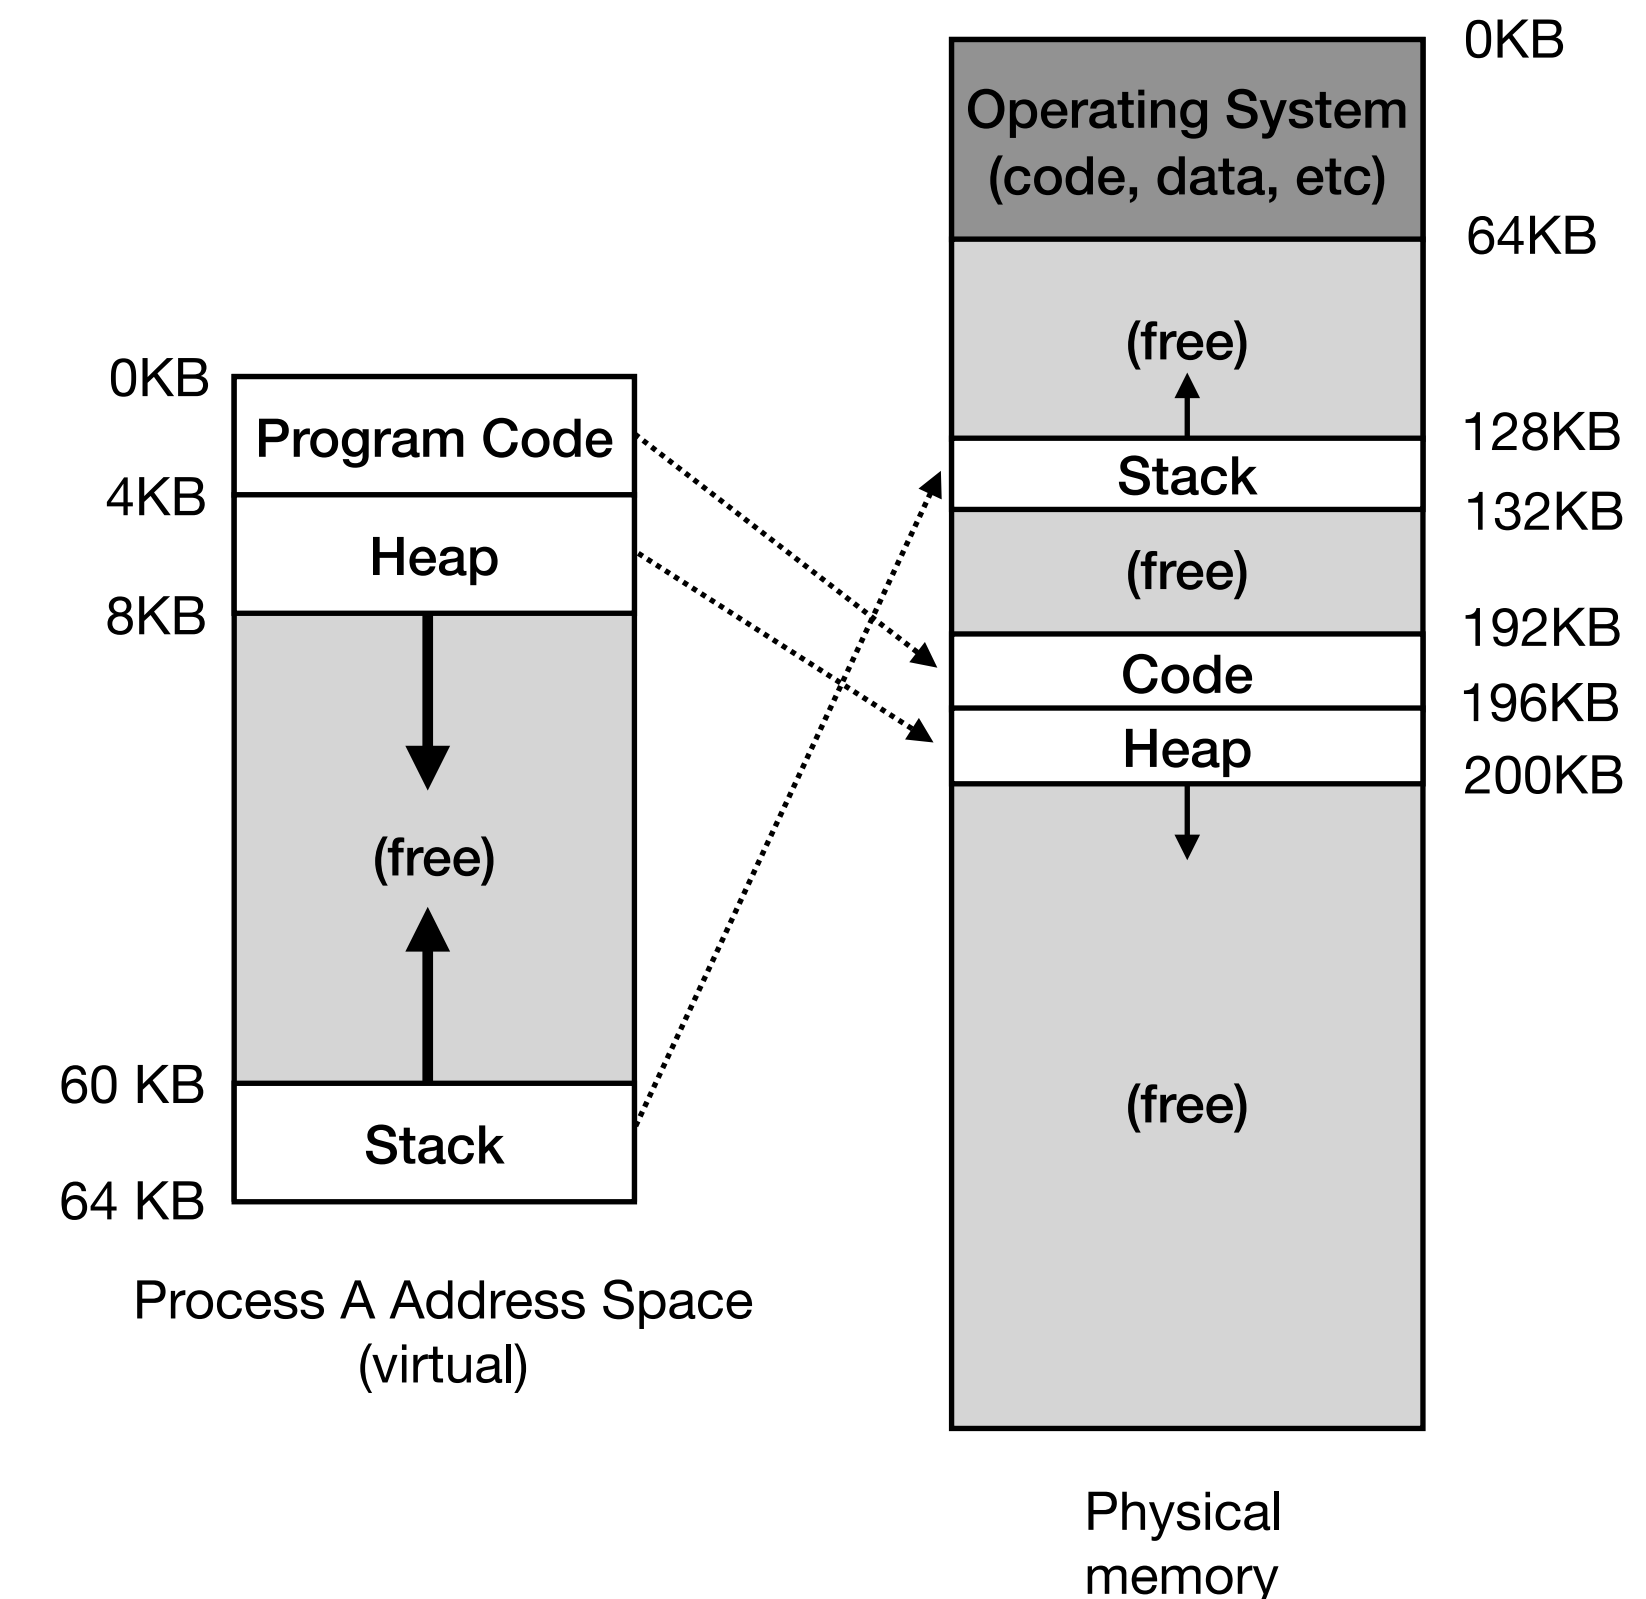 0KB
Program Code
4KB
Heap
8KB
(free)
60 KB
Stack
64 KB
Process A Address Space
(virtual)
0KB
Operating System
(code, data, etc)
64KB
(free)
128KB
Stack
132KB
(free)
192KB
Code
196KB
Heap
200KB
(free)
Physical
memory